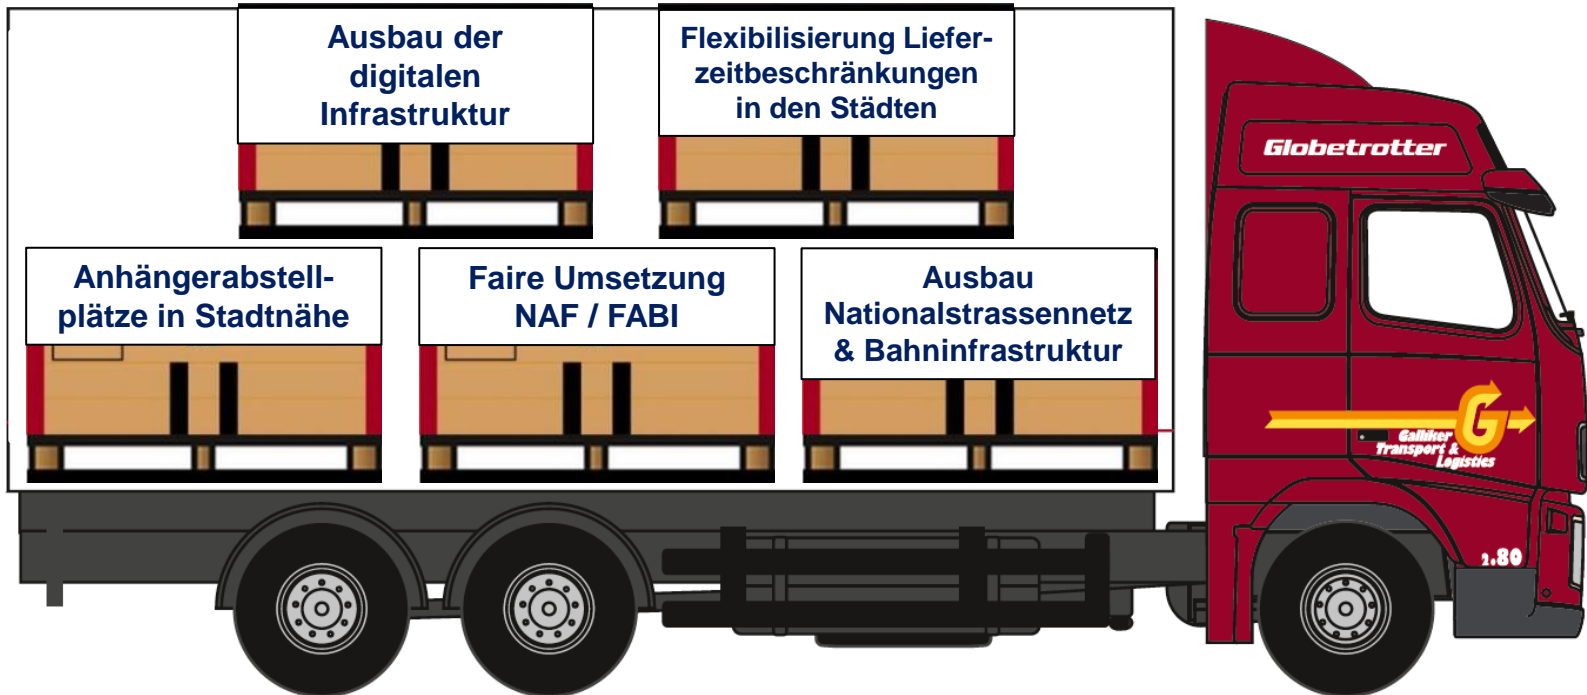 Ausbau der
digitalen
Infrastruktur
Flexibilisierung Liefer-
zeitbeschränkungen
in den Städten
Globetrotter
Anhängerabstell-
plätze in Stadtnähe
Faire Umsetzung
NAF / FABI
Ausbau
Nationalstrassennetz
& Bahninfrastruktur
G
Galliker
Transport &
Logistics
2.80